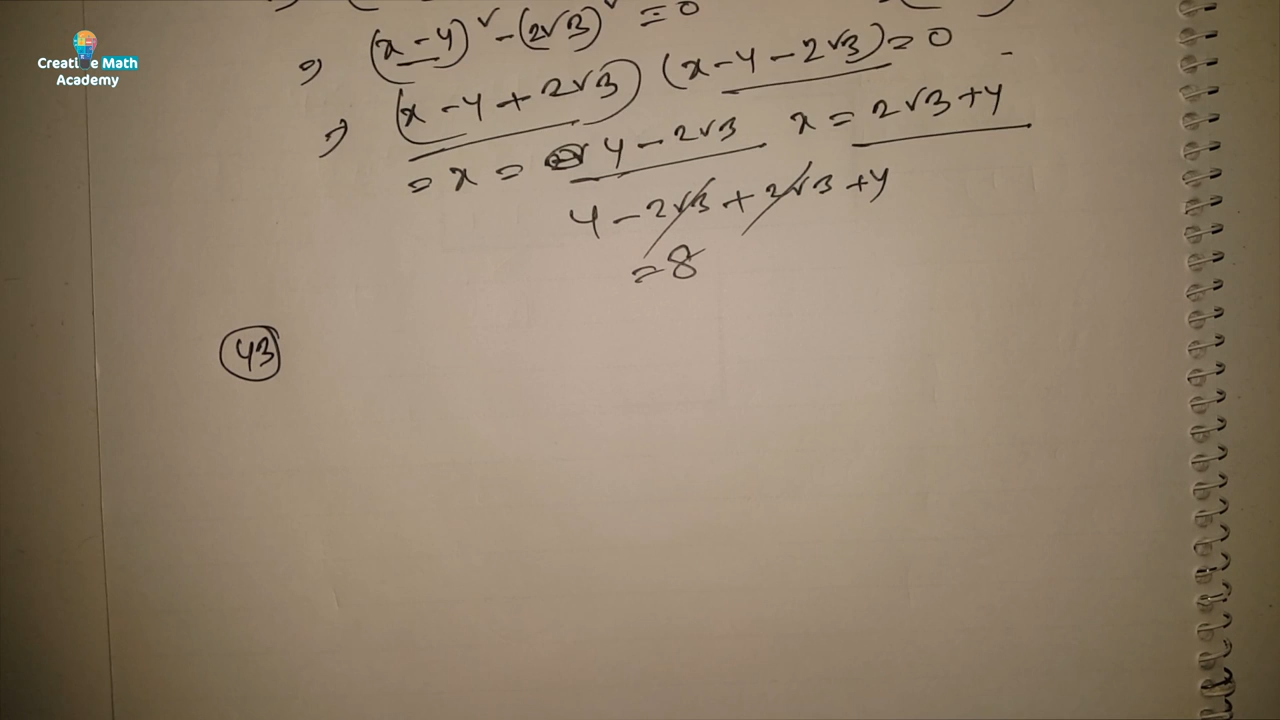 Creative Math
Academy
⇒ (x - 4)² - (2√3)² = 0
⇒ (x - 4 + 2√3) (x - 4 - 2√3) = 0
= x = 4 - 2√3 x = 2√3 + 4
4 - 2√3 + 2√3 + 4
= 8
43